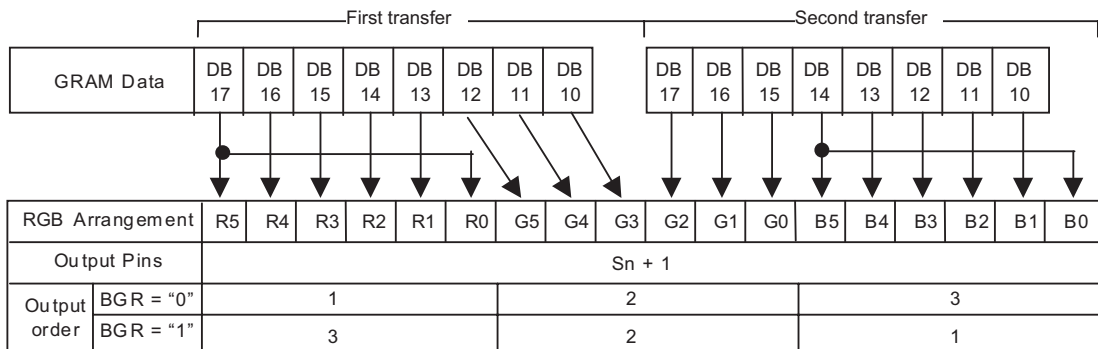 First transfer Second transfer
GRAM Data DB 17 DB 16 DB 15 DB 14 DB 13 DB 12 DB 11 DB 10 DB 17 DB 16 DB 15 DB 14 DB 13 DB 12 DB 11 DB 10
RGB Arrangement R5 R4 R3 R2 R1 R0 G5 G4 G3 G2 G1 G0 B5 B4 B3 B2 B1 B0
Output Pins Sn + 1
Output order
BGR = “0” 1 2 3
BGR = “1” 3 2 1